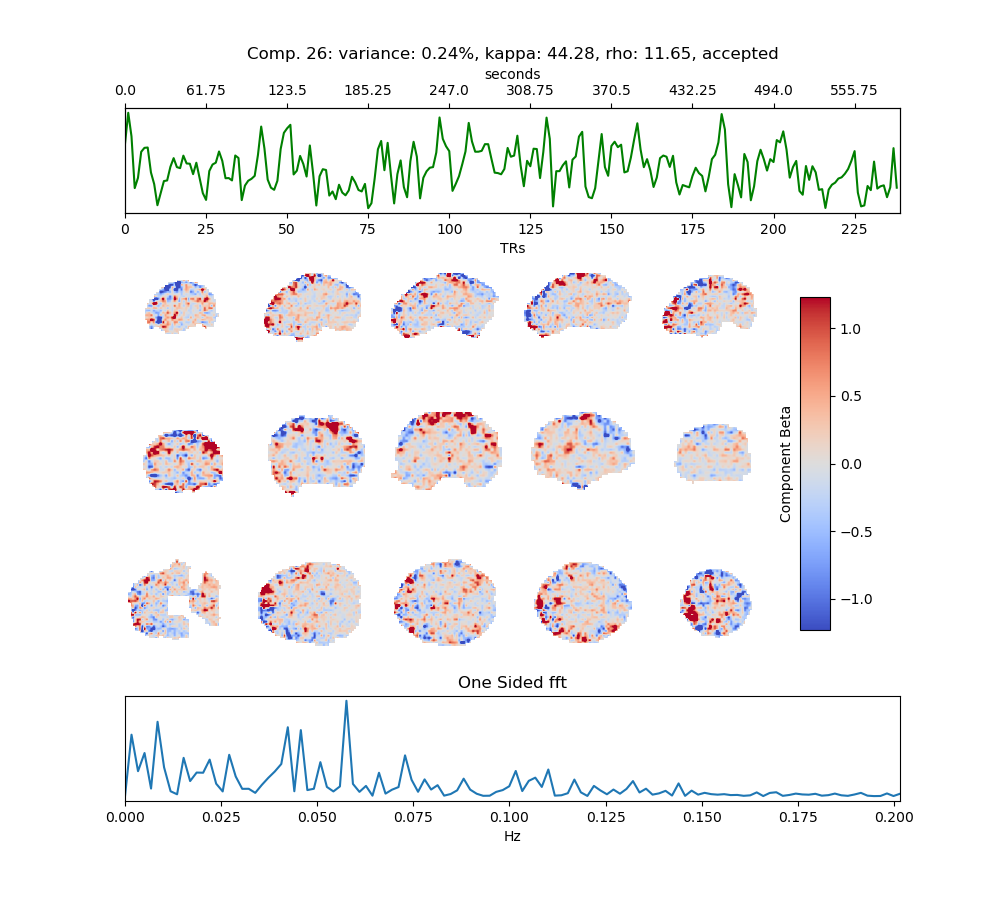 Comp. 26: variance: 0.24%, kappa: 44.28, rho: 11.65, accepted
seconds
0.0 61.75 123.5 185.25 247.0 308.75 370.5 432.25 494.0 555.75
0 25 50 75 100 125 150 175 200 225
TRs
1.0
0.5
0.0
−0.5
−1.0
Component Beta
One Sided fft
0.000 0.025 0.050 0.075 0.100 0.125 0.150 0.175 0.200
Hz